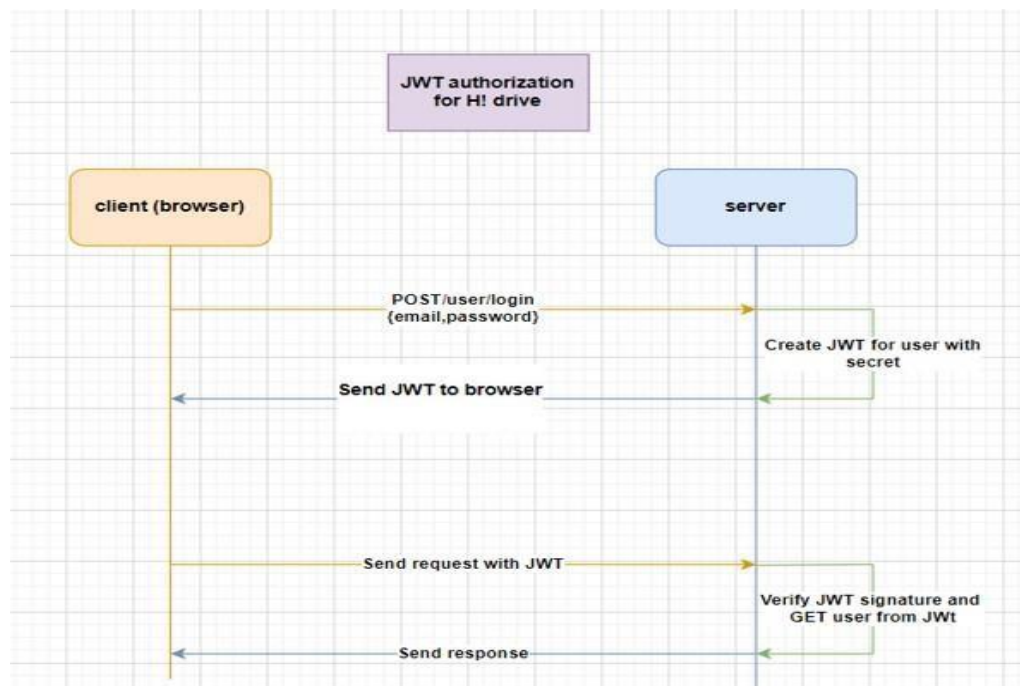 JWT authorization
for H! drive
client (browser)
server
POST/user/login
{email,password}
Create JWT for user with
secret
Send JWT to browser
Send request with JWT
Verify JWT signature and
GET user from JWt
Send response